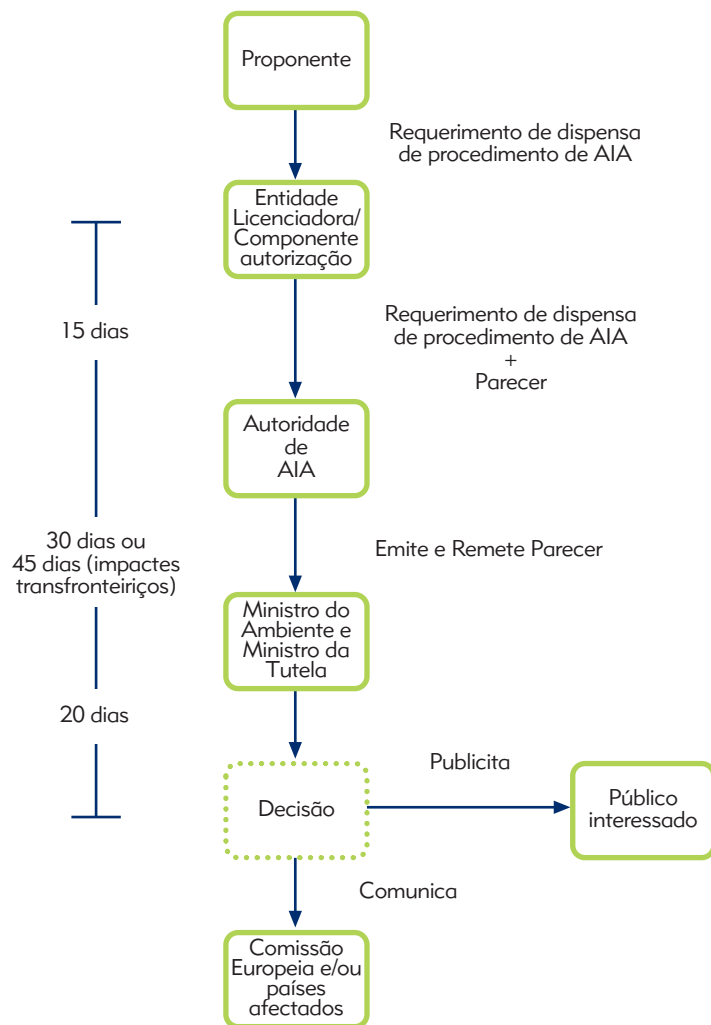 Proponente
Requerimento de dispensa
de procedimento de AIA
Entidade
Licenciadora/
Componente
autorização
15 dias
Requerimento de dispensa
de procedimento de AIA
+
Parecer
Autoridade
de
AIA
30 dias ou
45 dias (impactes
transfronteiriços)
Emite e Remete Parecer
Ministro do
Ambiente e
Ministro da
Tutela
20 dias
Publicita
Decisão
Público
interessado
Comunica
Comissão
Europeia e/ou
países
afectados